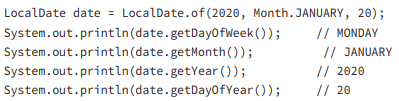 LocalDate date = LocalDate.of(2020, Month.JANUARY, 20);
System.out.println(date.getDayOfWeek());     // MONDAY
System.out.println(date.getMonth());          // JANUARY
System.out.println(date.getYear());          // 2020
System.out.println(date.getDayOfYear());     // 20